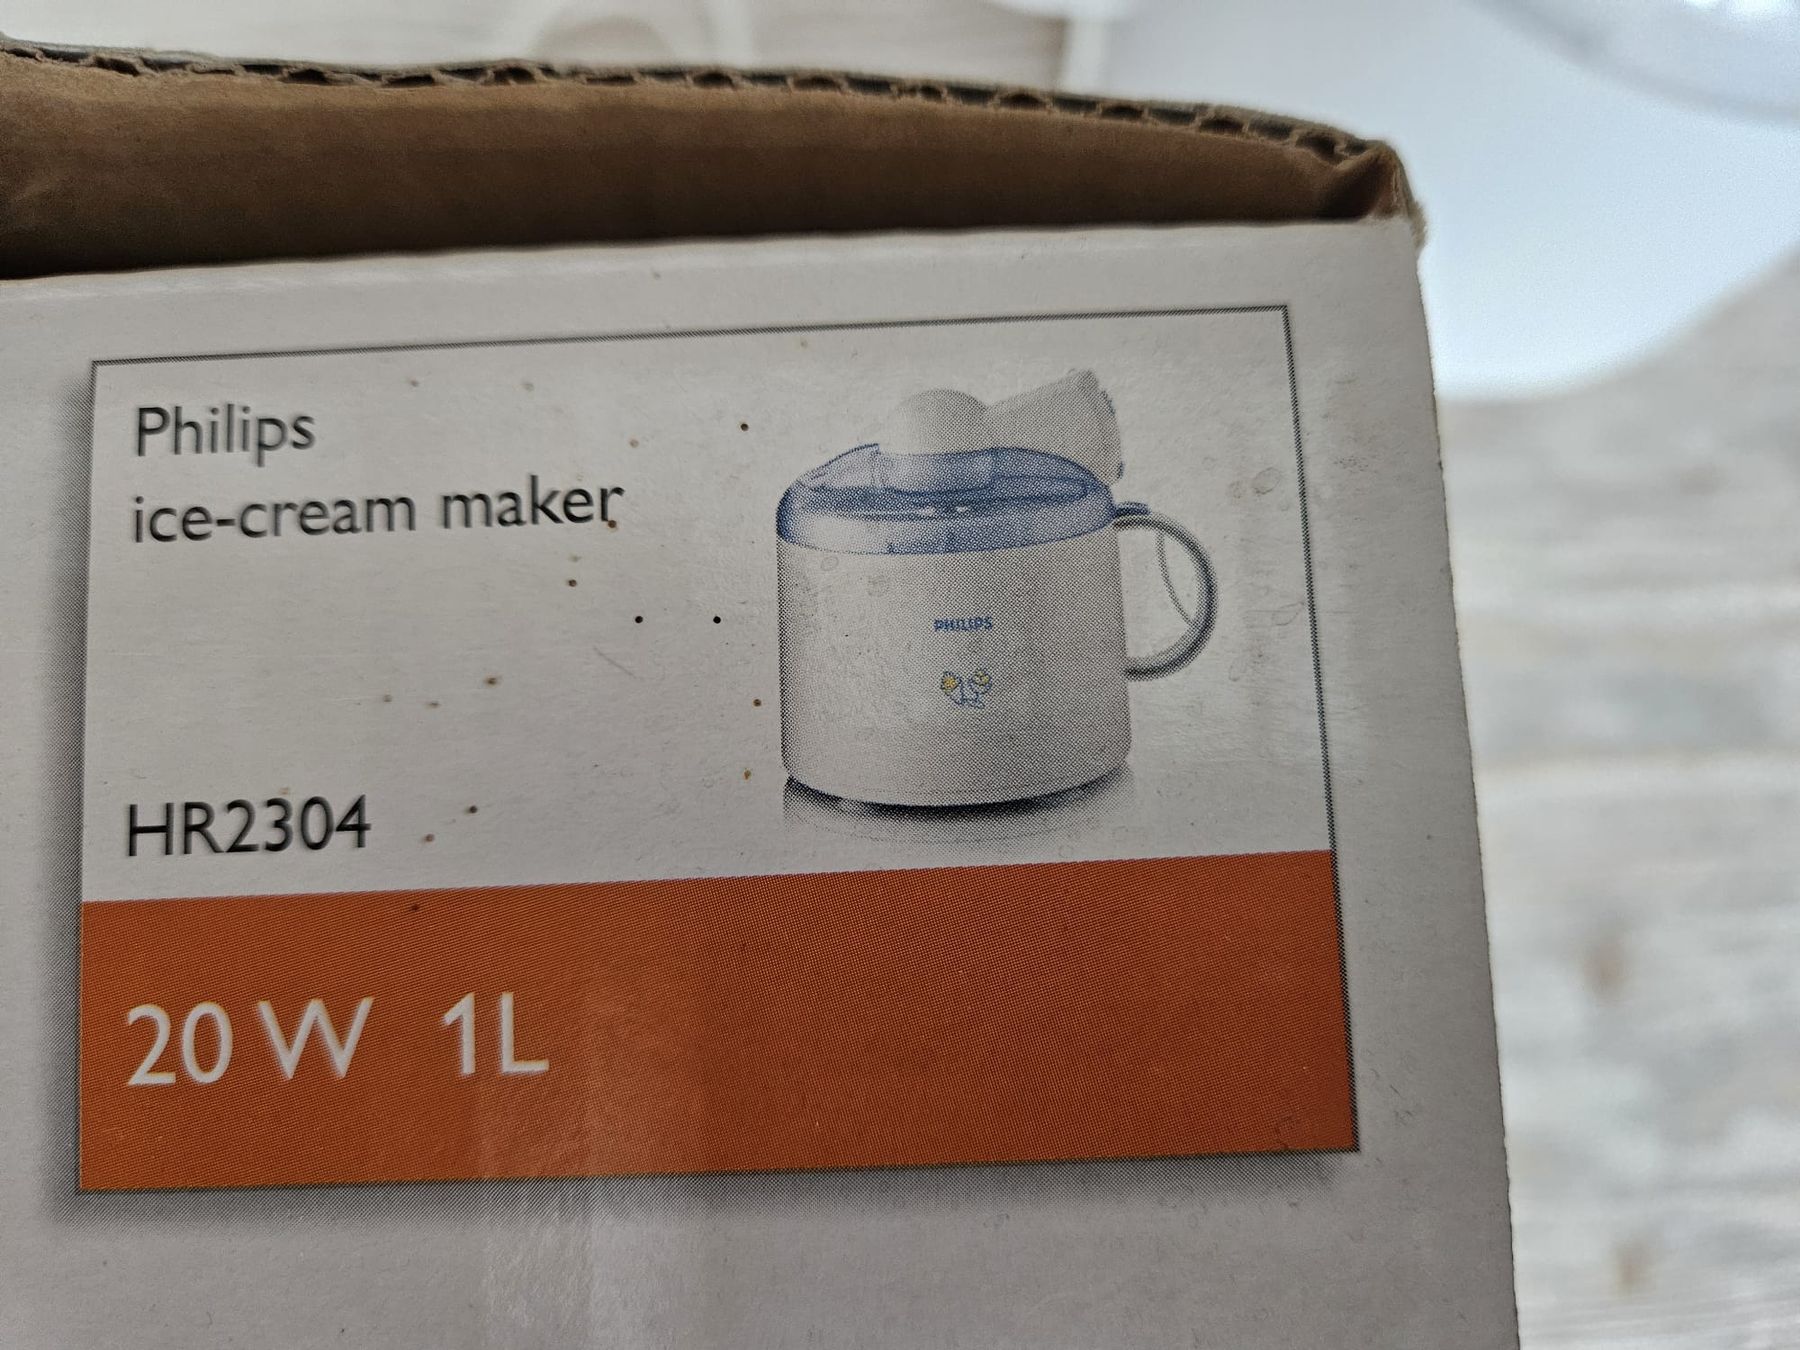 Philips
ice-cream maker
PHILIPS
HR2304
20 W 1L